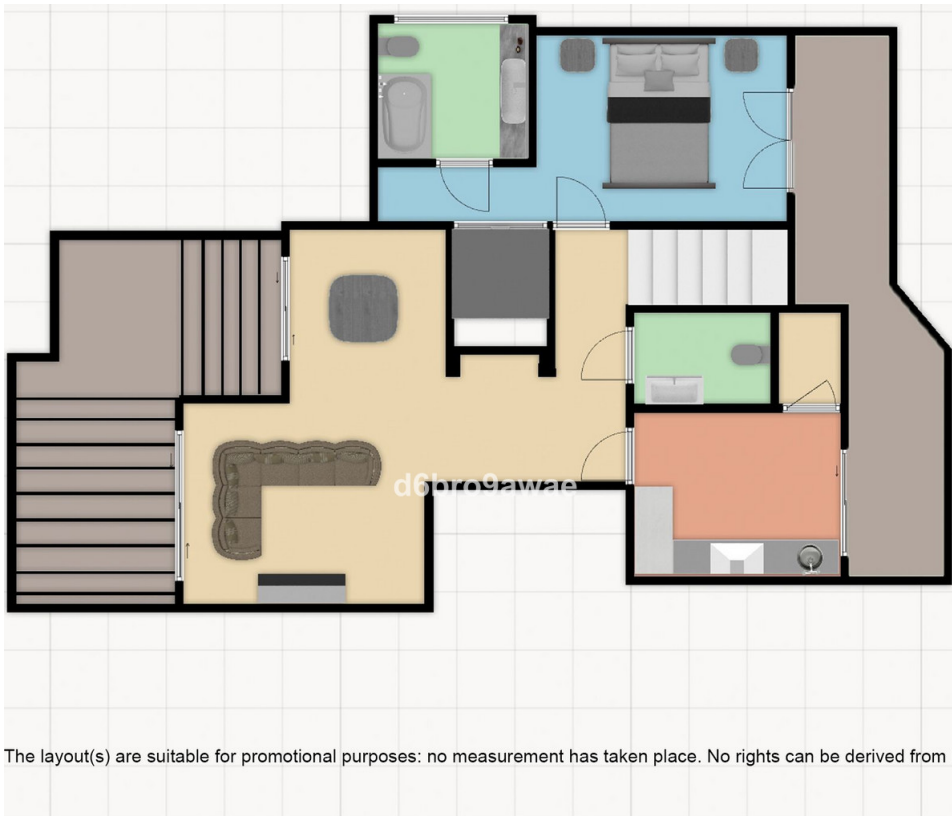 d6bro9awae
The layout(s) are suitable for promotional purposes: no measurement has taken place. No rights can be derived from